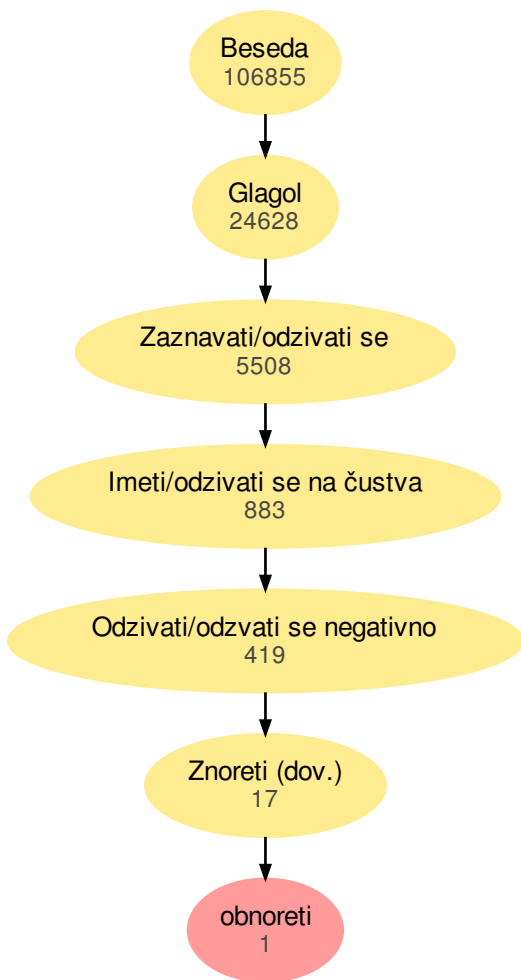 Beseda
106855
Glagol
24628
Zaznavati/odzivati se
5508
Imeti/odzivati se na čustva
883
Odzivati/odzvati se negativno
419
Znoreti (dov.)
17
obnoreti
1